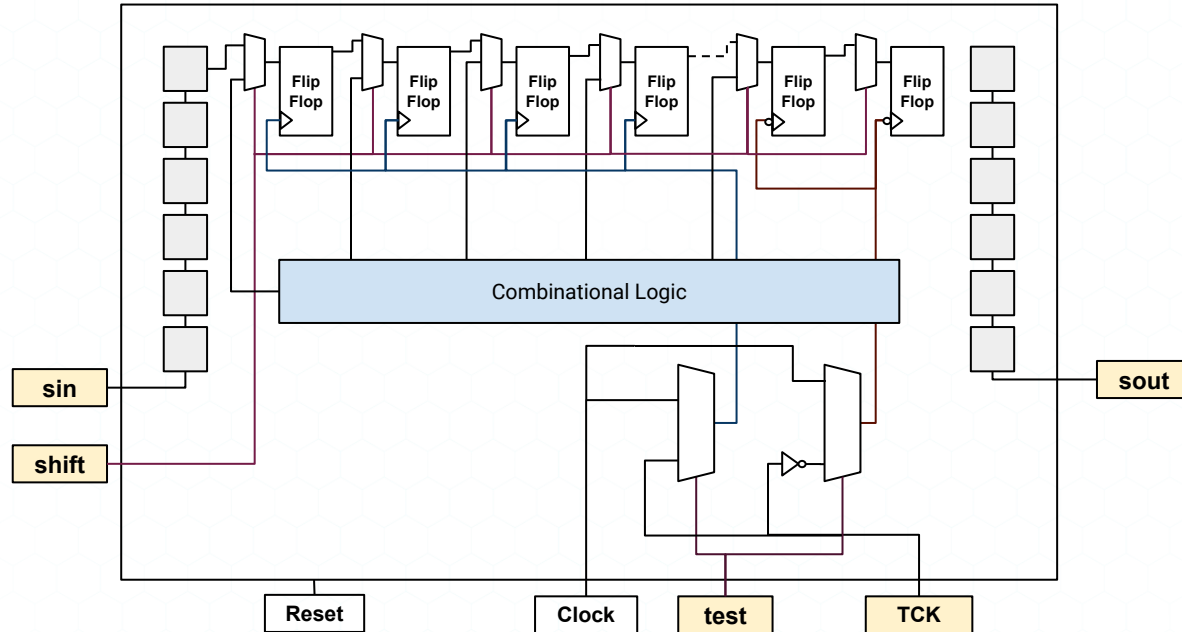 Flip
Flop
Flip
Flop
Flip
Flop
Flip
Flop
Flip
Flop
Flip
Flop
Combinational Logic
sin
sout
shift
Reset
Clock
test
TCK